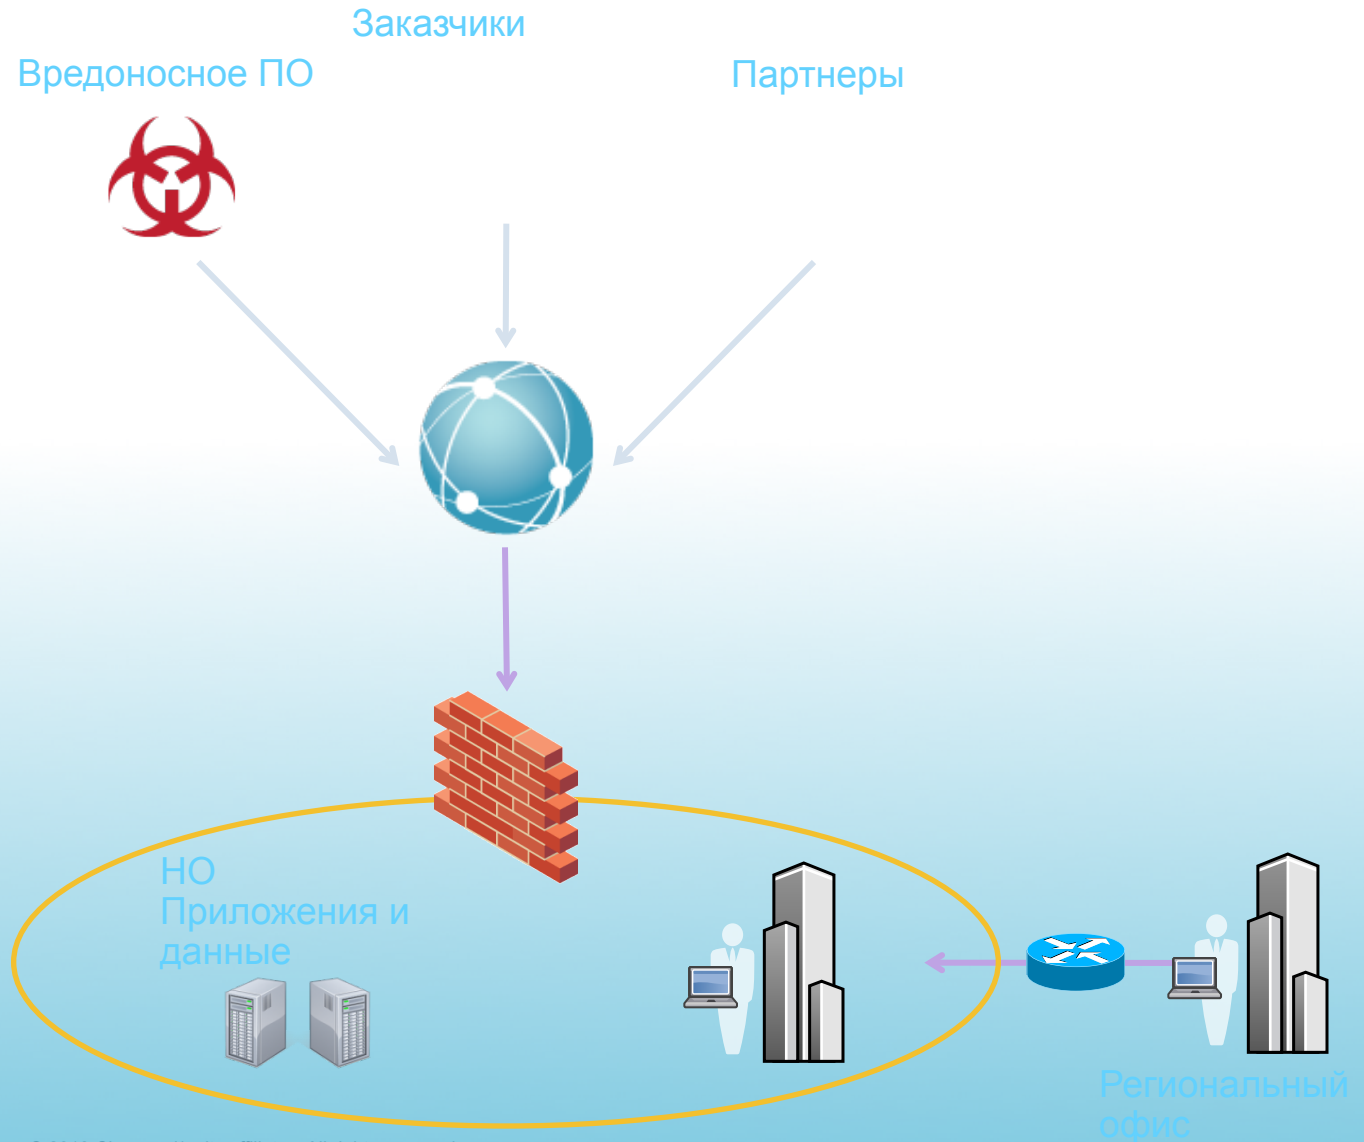 Заказчики
Вредоносное ПО
Партнеры
НО
Приложения и
данные
Региональный
офис